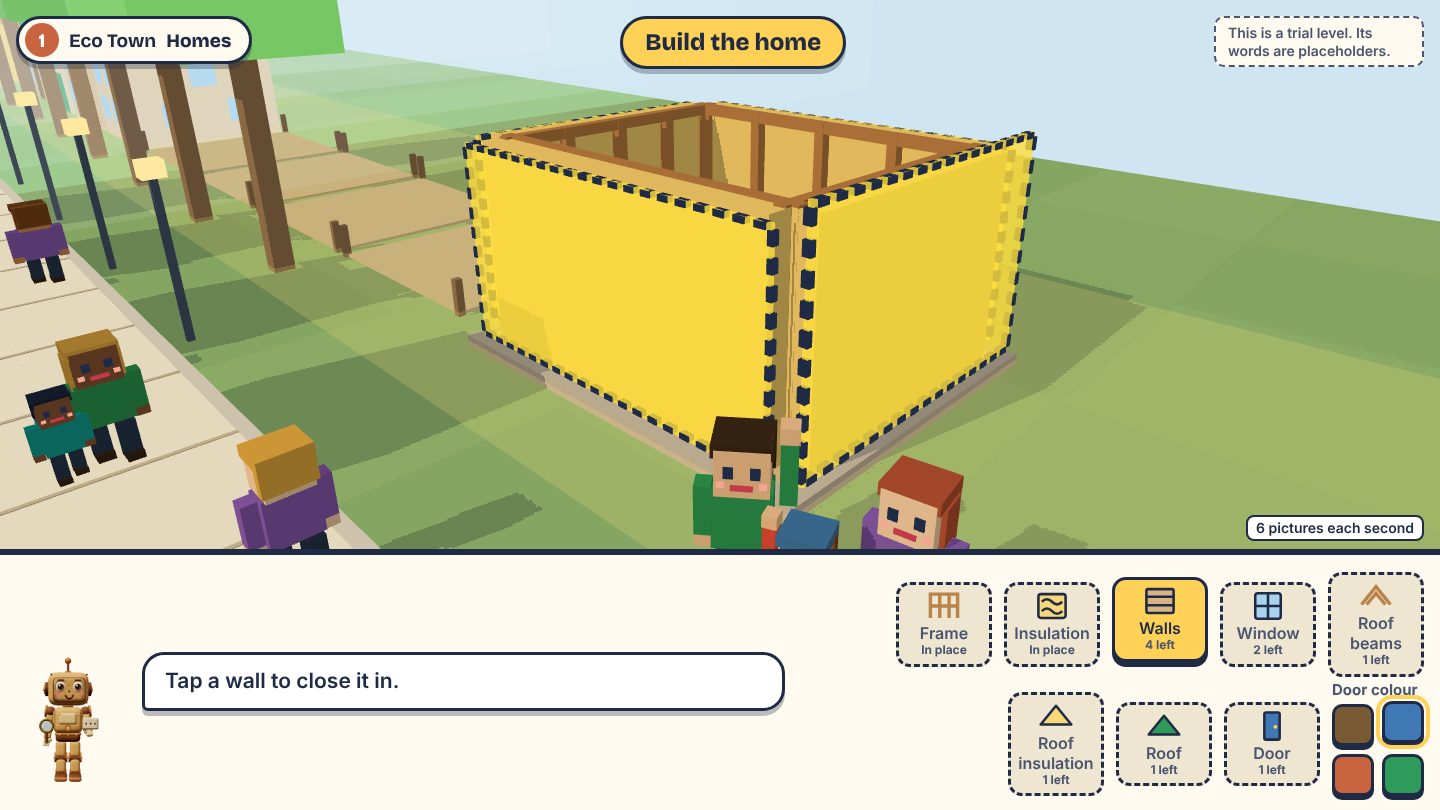 1 Eco Town Homes
Build the home
This is a trial level. Its
words are placeholders.
6 pictures each second
Tap a wall to close it in.
Frame
In place
Insulation
In place
Walls
4 left
Window
2 left
Roof
beams
1 left
Roof
insulation
1 left
Roof
1 left
Door
1 left
Door colour